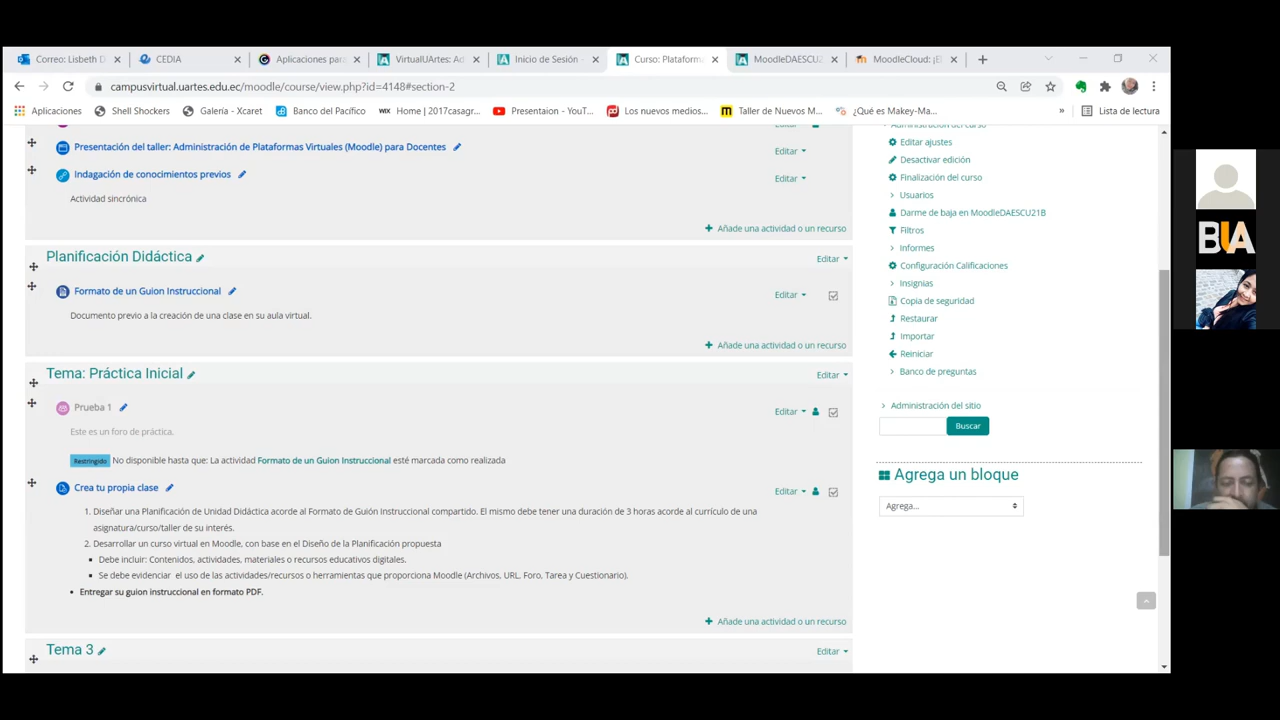 Correo: Lisbeth D
CEDIA
Aplicaciones para
VirtualUArtes: Ad
Inicio de Sesión -
Curso: Plataform
MoodleDAESCU2
MoodleCloud: ¡E
campusvirtual.uartes.edu.ec/moodle/course/view.php?id=4148#section-2
Aplicaciones
Shell Shockers
Galería - Xcaret
Banco del Pacífico
WIX Home | 2017casagr...
Presentaion - YouT...
Los nuevos medios...
Taller de Nuevos M...
¿Qué es Makey-Ma...
»
Lista de lectura
Presentación del taller: Administración de Plataformas Virtuales (Moodle) para Docentes
Editar
Indagación de conocimientos previos
Editar
Actividad sincrónica
+ Añade una actividad o un recurso
Planificación Didáctica
Editar
Formato de un Guion Instruccional
Editar
Documento previo a la creación de una clase en su aula virtual.
+ Añade una actividad o un recurso
Tema: Práctica Inicial
Editar
Prueba 1
Editar
Este es un foro de práctica.
Restringido No disponible hasta que: La actividad Formato de un Guion Instruccional esté marcada como realizada
Crea tu propia clase
Editar
1. Diseñar una Planificación de Unidad Didáctica acorde al Formato de Guión Instruccional compartido. El mismo debe tener una duración de 3 horas acorde al currículo de una
asignatura/curso/taller de su interés.
2. Desarrollar un curso virtual en Moodle, con base en el Diseño de la Planificación propuesta
▪ Debe incluir: Contenidos, actividades, materiales o recursos educativos digitales.
▪ Se debe evidenciar el uso de las actividades/recursos o herramientas que proporciona Moodle (Archivos, URL, Foro, Tarea y Cuestionario).
• Entregar su guion instruccional en formato PDF.
+ Añade una actividad o un recurso
Tema 3
Editar
Administración del curso
Editar ajustes
Desactivar edición
Finalización del curso
Usuarios
Darme de baja en MoodleDAESCU21B
Filtros
Informes
Configuración Calificaciones
Insignias
Copia de seguridad
Restaurar
Importar
Reiniciar
Banco de preguntas
Administración del sitio
Buscar
Agrega un bloque
Agrega...
BUA